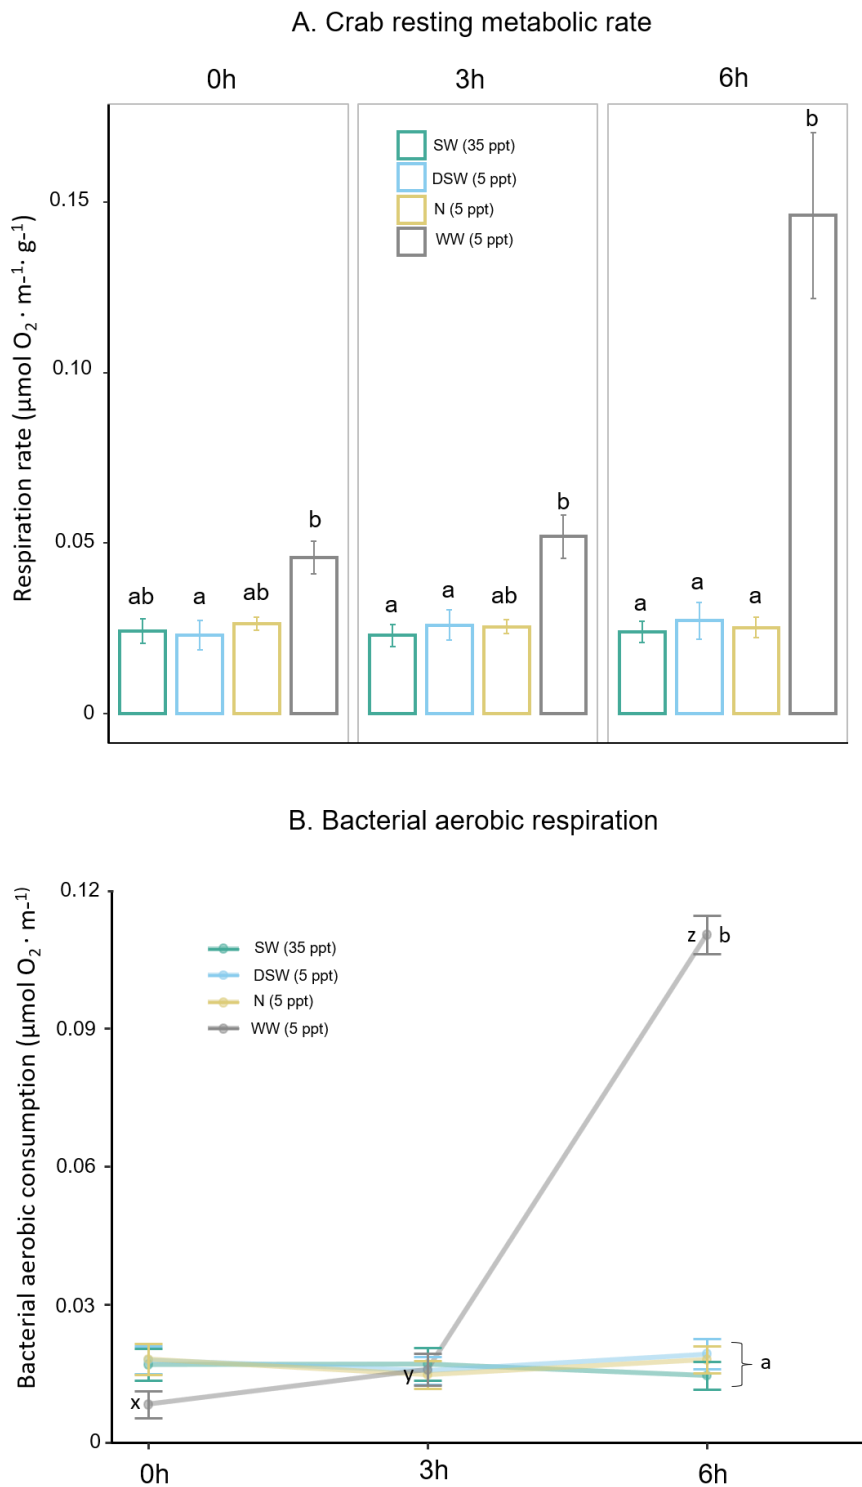 A. Crab resting metabolic rate
0h 3h 6h
Respiration rate (µmol O₂ · m-¹· g-¹)
0.15
0.10
0.05
0
SW (35 ppt)
DSW (5 ppt)
N (5 ppt)
WW (5 ppt)
ab a ab b
a a ab b
a a a b
B. Bacterial aerobic respiration
Bacterial aerobic consumption (µmol O₂ · m-¹)
0.12
0.09
0.06
0.03
0
SW (35 ppt)
DSW (5 ppt)
N (5 ppt)
WW (5 ppt)
z b
x
y
a
0h 3h 6h